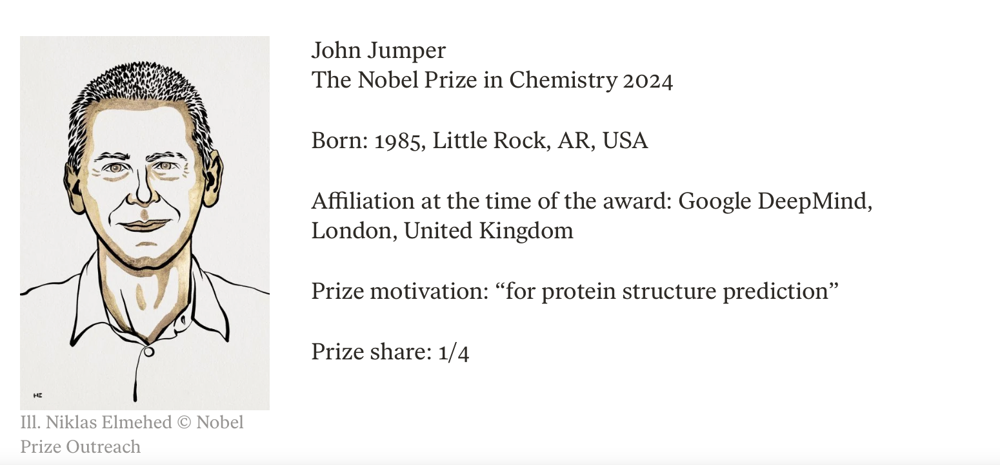 John Jumper
The Nobel Prize in Chemistry 2024
Born: 1985, Little Rock, AR, USA
Affiliation at the time of the award: Google DeepMind,
London, United Kingdom
Prize motivation: “for protein structure prediction”
Prize share: 1/4
Ill. Niklas Elmehed © Nobel
Prize Outreach